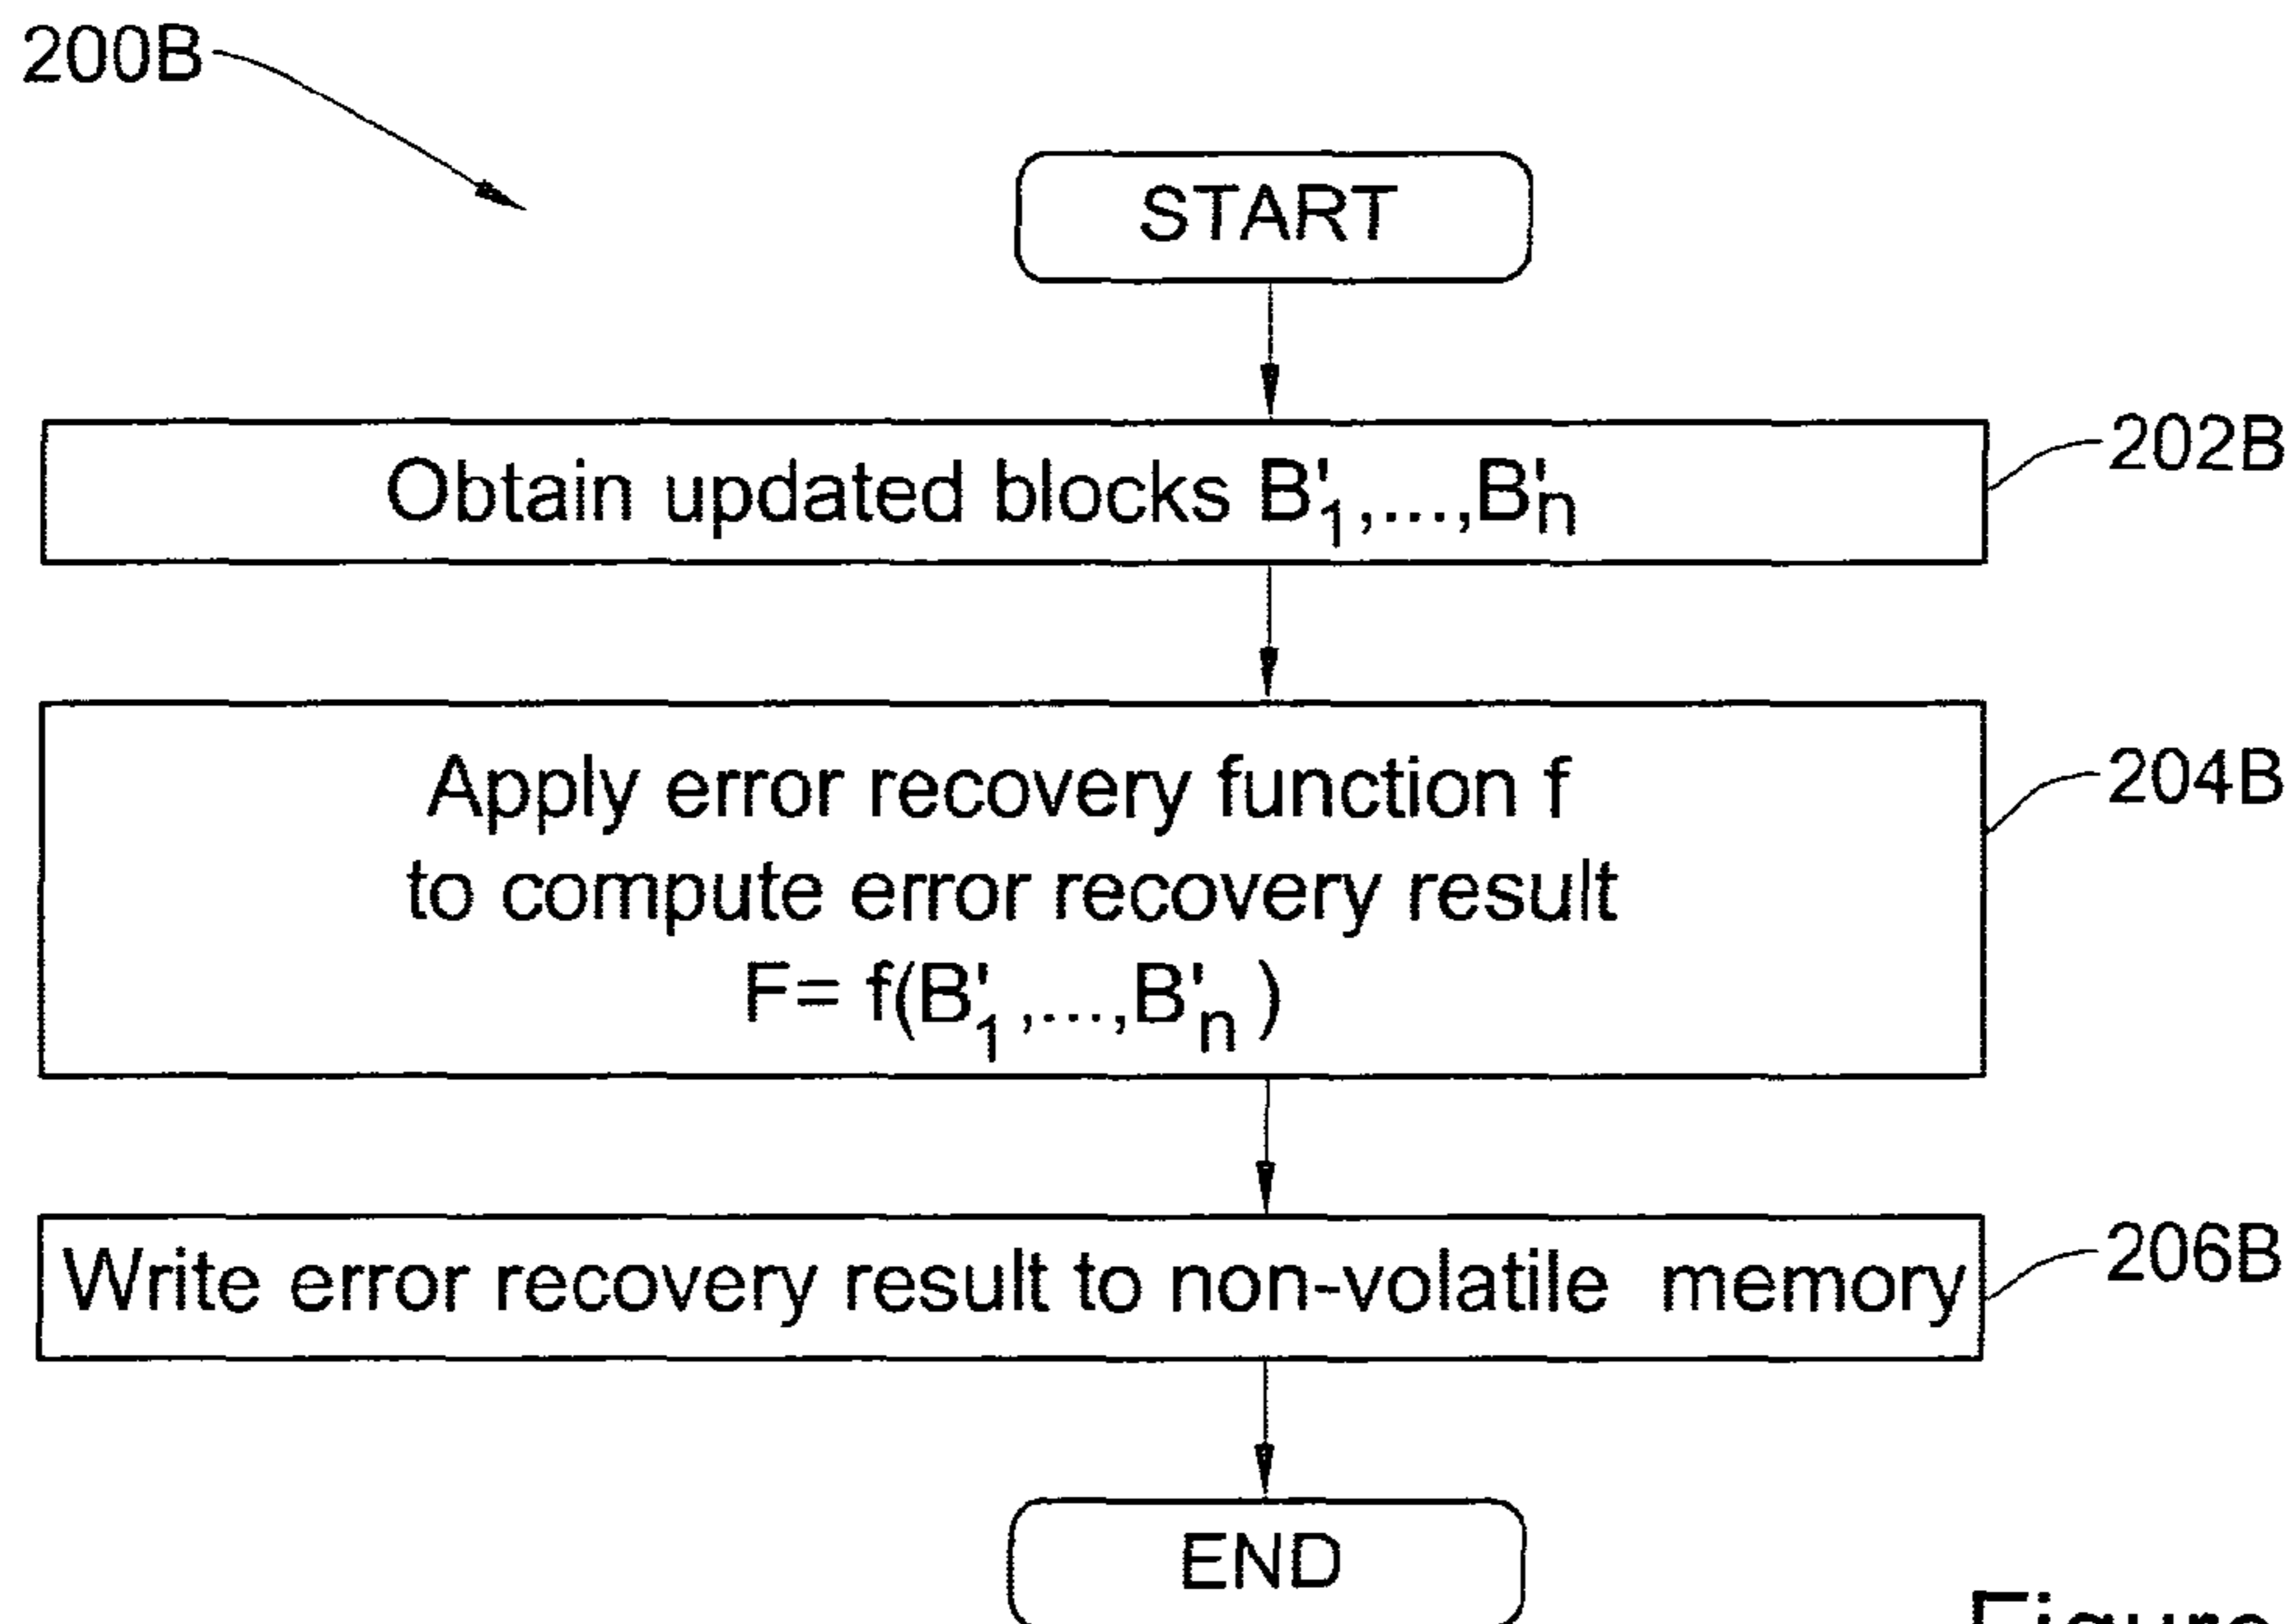 200B
START
Obtain updated blocks B'1,...,B'n
202B
Apply error recovery function f
to compute error recovery result
F= f(B'1,...,B'n)
204B
Write error recovery result to non-volatile memory
206B
END
Figure